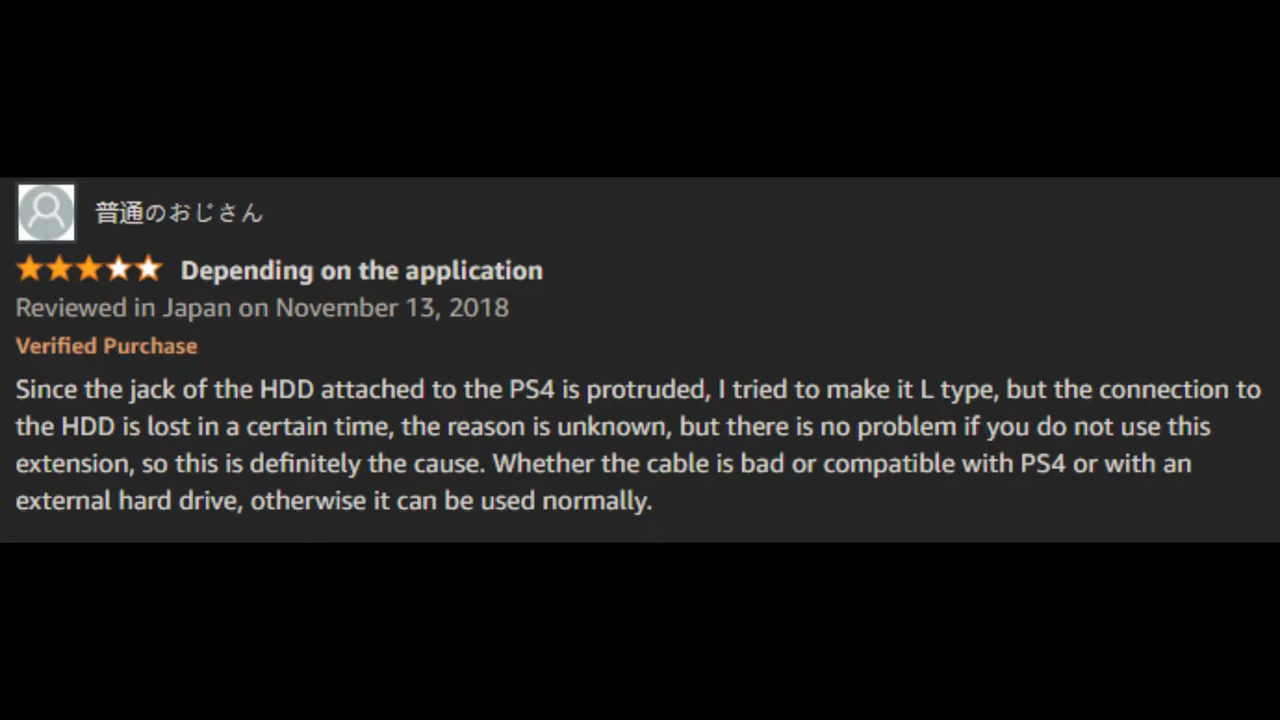 普通のおじさん
Depending on the application
Reviewed in Japan on November 13, 2018
Verified Purchase
Since the jack of the HDD attached to the PS4 is protruded, I tried to make it L type, but the connection to
the HDD is lost in a certain time, the reason is unknown, but there is no problem if you do not use this
extension, so this is definitely the cause. Whether the cable is bad or compatible with PS4 or with an
external hard drive, otherwise it can be used normally.